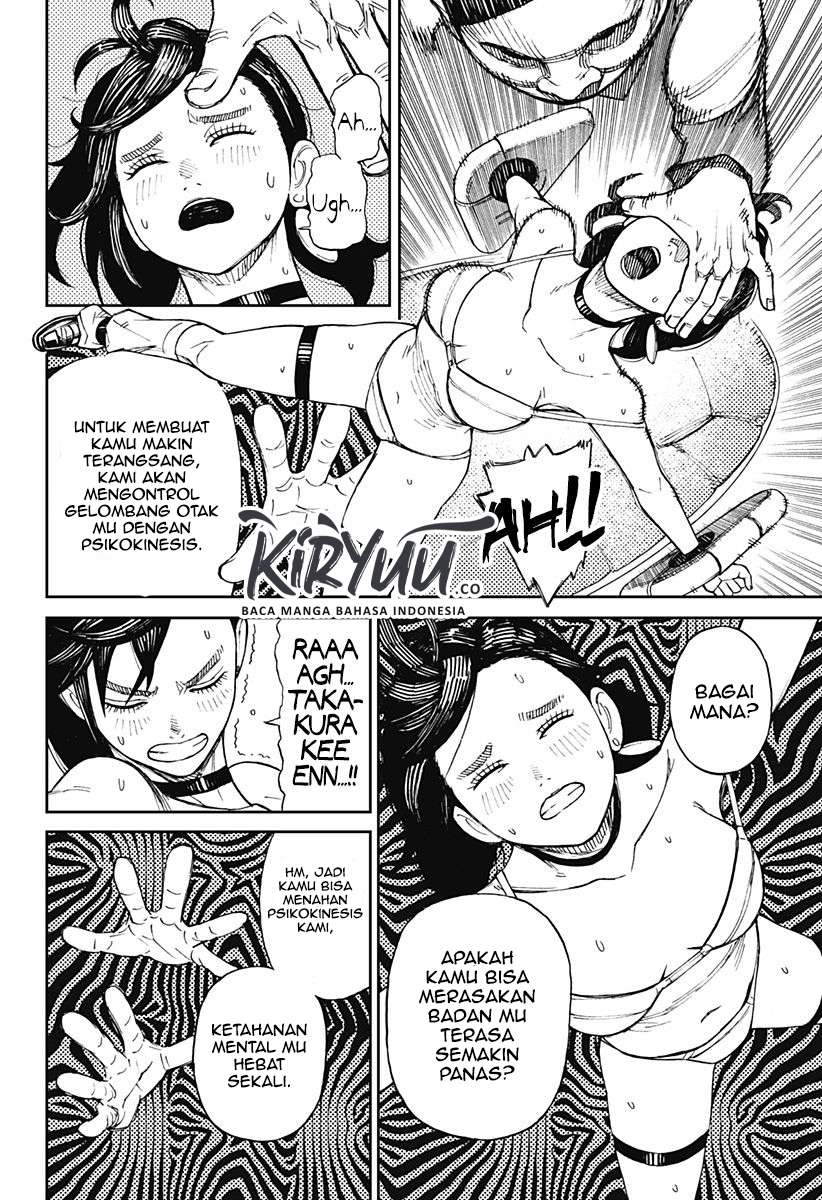 Ah...
Ugh...
UNTUK MEMBUAT
KAMU MAKIN
TERANGSANG,
KAMI AKAN
MENGONTROL
GELOMBANG OTAK
MU DENGAN
PSIKOKINESIS.
AH!!
KIRYUU.CO
BACA MANGA BAHASA INDONESIA
RAAA
AGH...
TAKA-
KURA
KEE
ENN...!!
BAGAI
MANA?
APAKAH
KAMU BISA
MERASAKAN
BADAN MU
TERASA
SEMAKIN
PANAS?
HM, JADI
KAMU BISA
MENAHAN
PSIKOKINESIS
KAMI,
KETAHANAN
MENTAL MU
HEBAT
SEKALI.